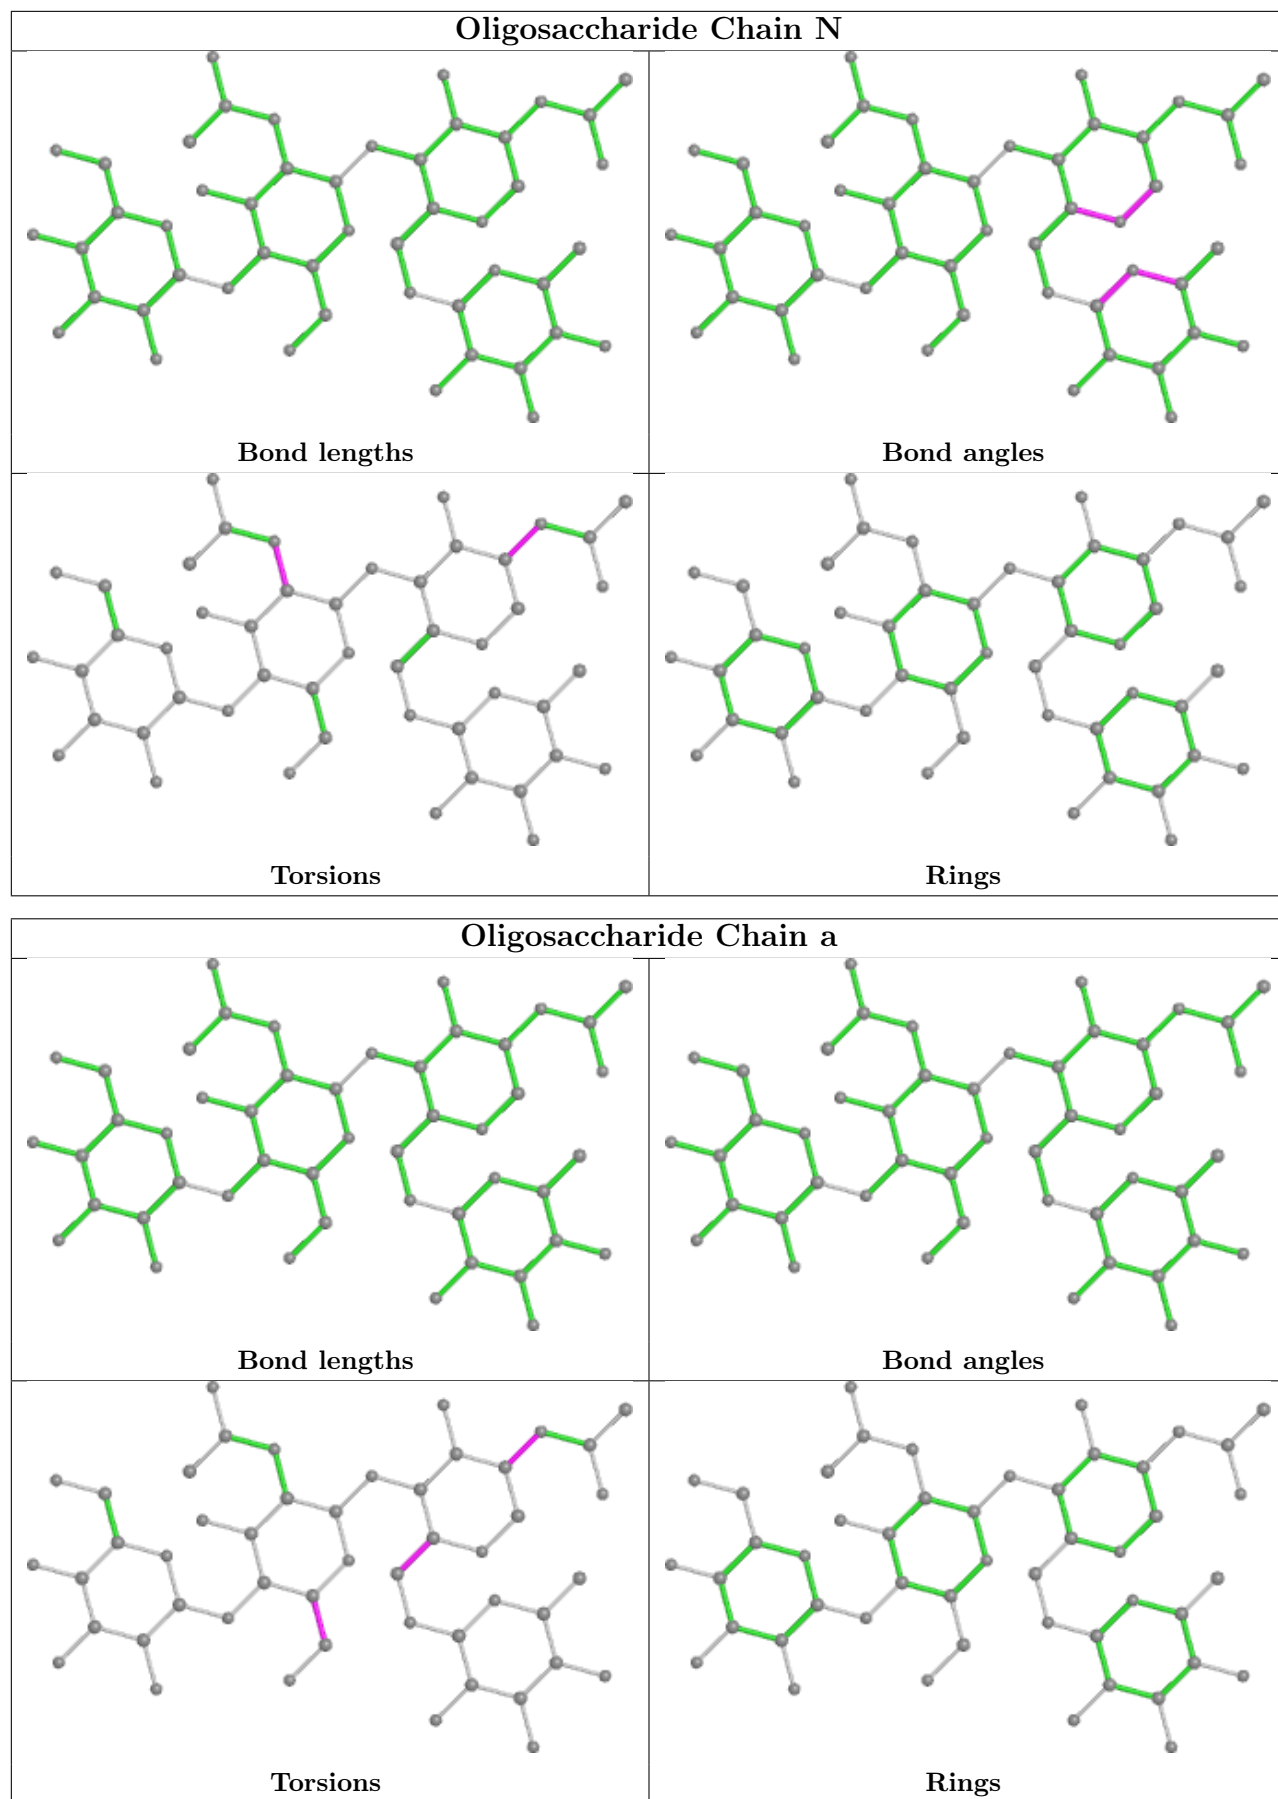 Oligosaccharide Chain N
Bond lengths
Bond angles
Torsions
Rings
Oligosaccharide Chain a
Bond lengths
Bond angles
Torsions
Rings